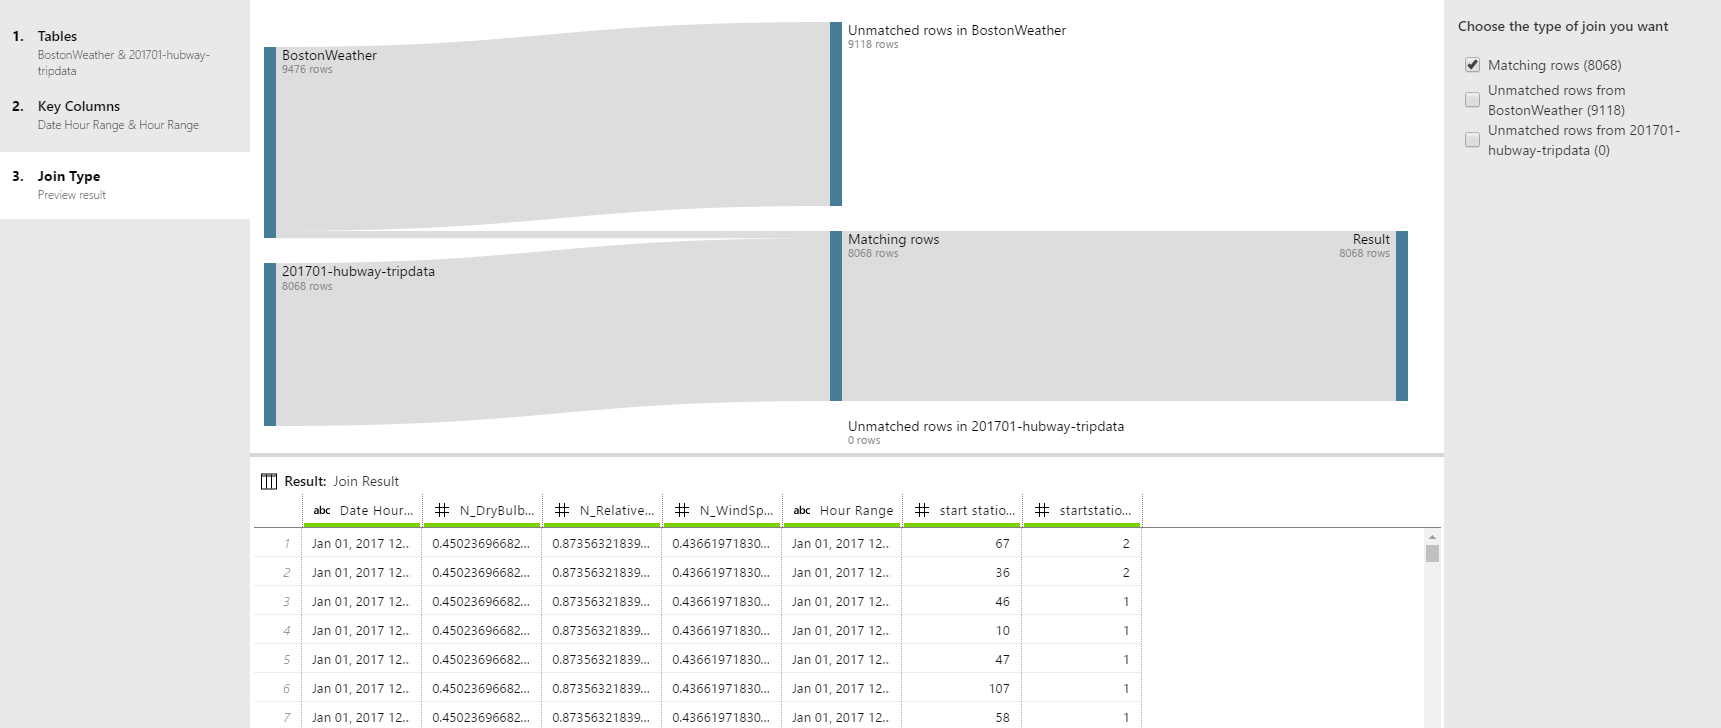 1. Tables
BostonWeather & 201701-hubway-
tripdata
2. Key Columns
Date Hour Range & Hour Range
3. Join Type
Preview result
BostonWeather
9476 rows
201701-hubway-tripdata
8068 rows
Unmatched rows in BostonWeather
9118 rows
Matching rows
8068 rows
Result
8068 rows
Unmatched rows in 201701-hubway-tripdata
0 rows
Choose the type of join you want
Matching rows (8068)
Unmatched rows from
BostonWeather (9118)
Unmatched rows from 201701-
hubway-tripdata (0)
Result: Join Result
abc Date Hour... # N_DryBulb... # N_Relative... # N_WindSp... abc Hour Range # start statio... # startstatio...
1 Jan 01, 2017 12... 0.45023696682... 0.87356321839... 0.43661971830... Jan 01, 2017 12... 67 2
2 Jan 01, 2017 12... 0.45023696682... 0.87356321839... 0.43661971830... Jan 01, 2017 12... 36 2
3 Jan 01, 2017 12... 0.45023696682... 0.87356321839... 0.43661971830... Jan 01, 2017 12... 46 1
4 Jan 01, 2017 12... 0.45023696682... 0.87356321839... 0.43661971830... Jan 01, 2017 12... 10 1
5 Jan 01, 2017 12... 0.45023696682... 0.87356321839... 0.43661971830... Jan 01, 2017 12... 47 1
6 Jan 01, 2017 12... 0.45023696682... 0.87356321839... 0.43661971830... Jan 01, 2017 12... 107 1
7 Jan 01, 2017 12... 0.45023696682... 0.87356321839... 0.43661971830... Jan 01, 2017 12... 58 1